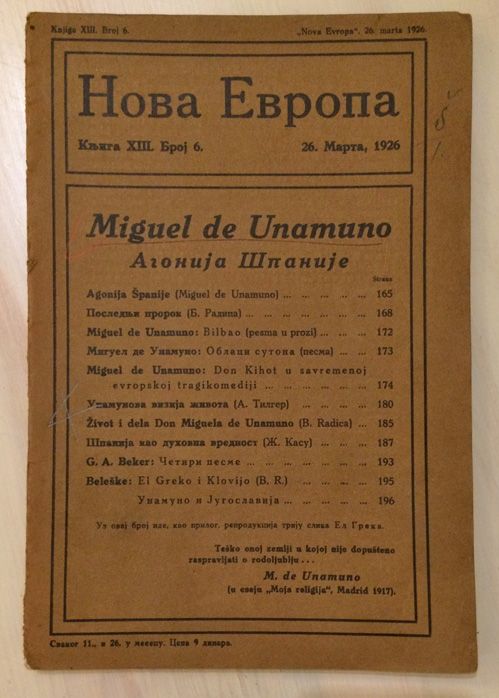 Knjiga XIII. Broj 6. „Nova Evropa“. 26. marta 1926.
Нова Европа
Књига XIII. Број 6. 26. Марта, 1926
Miguel de Unamuno
Агонија Шпаније
Strana
Agonija Španije (Miguel de Unamuno) ... ... ... ... ... 165
Последњи пророк (Б. Радица) ... ... ... ... ... ... 168
Miguel de Unamuno: Bilbao (pesma u prozi) ... ... ... 172
Мигуел де Унамуно: Облаци сутона (песма) ... ... 173
Miguel de Unamuno: Don Kihot u savremenoj
evropskoj tragikomediji ... ... ... ... ... ... 174
Унамунова визија живота (А. Тилгер) ... ... ... ... 180
Život i dela Don Miguela de Unamuno (B. Radica) ... 185
Шпанија као духовна вредност (Ж. Касу) ... ... ... 187
G. A. Beker: Четири песме ... ... ... ... ... ... ... 193
Beleške: El Greko i Klovijo (B. R.) ... ... ... ... ... 195
Унамуно и Југославија ... ... ... ... ... 196
Уз овај број иде, као прилог, репродукција трију слика Ел Грека.
Teško onoj zemlji u kojoj nije dopušteno
raspravljati o rodoljublju . . .
M. de Unamuno
(u eseju „Moja religija“, Madrid 1917).
Сваког 11., и 26. у месецу. Цена 9 динара.